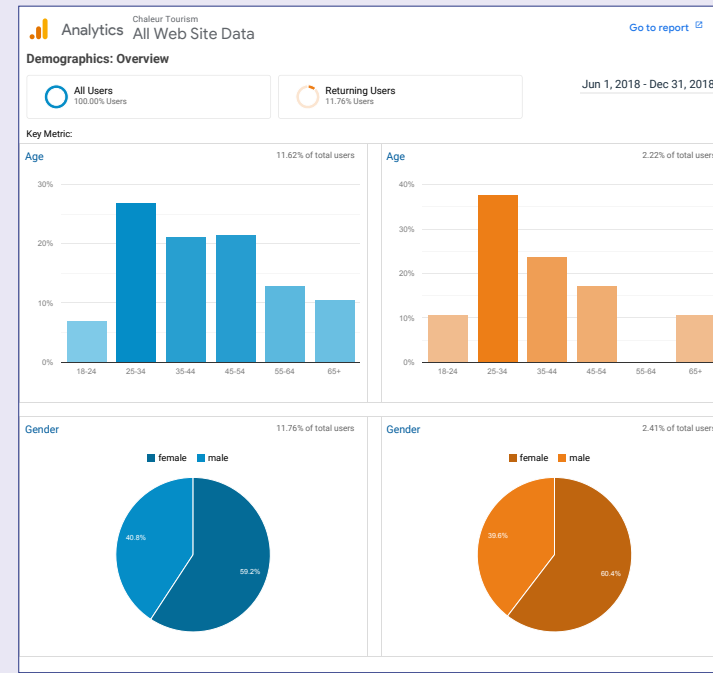 Analytics
Chaleur Tourism
All Web Site Data
Go to report
Demographics: Overview
All Users
100.00% Users
Returning Users
11.76% Users
Jun 1, 2018 - Dec 31, 2018
Key Metric:
Age
11.62% of total users
30%
20%
10%
0%
18-24 25-34 35-44 45-54 55-64 65+
Age
2.22% of total users
40%
30%
20%
10%
0%
18-24 25-34 35-44 45-54 55-64 65+
Gender
11.76% of total users
female male
40.8%
59.2%
Gender
2.41% of total users
female male
39.6%
60.4%